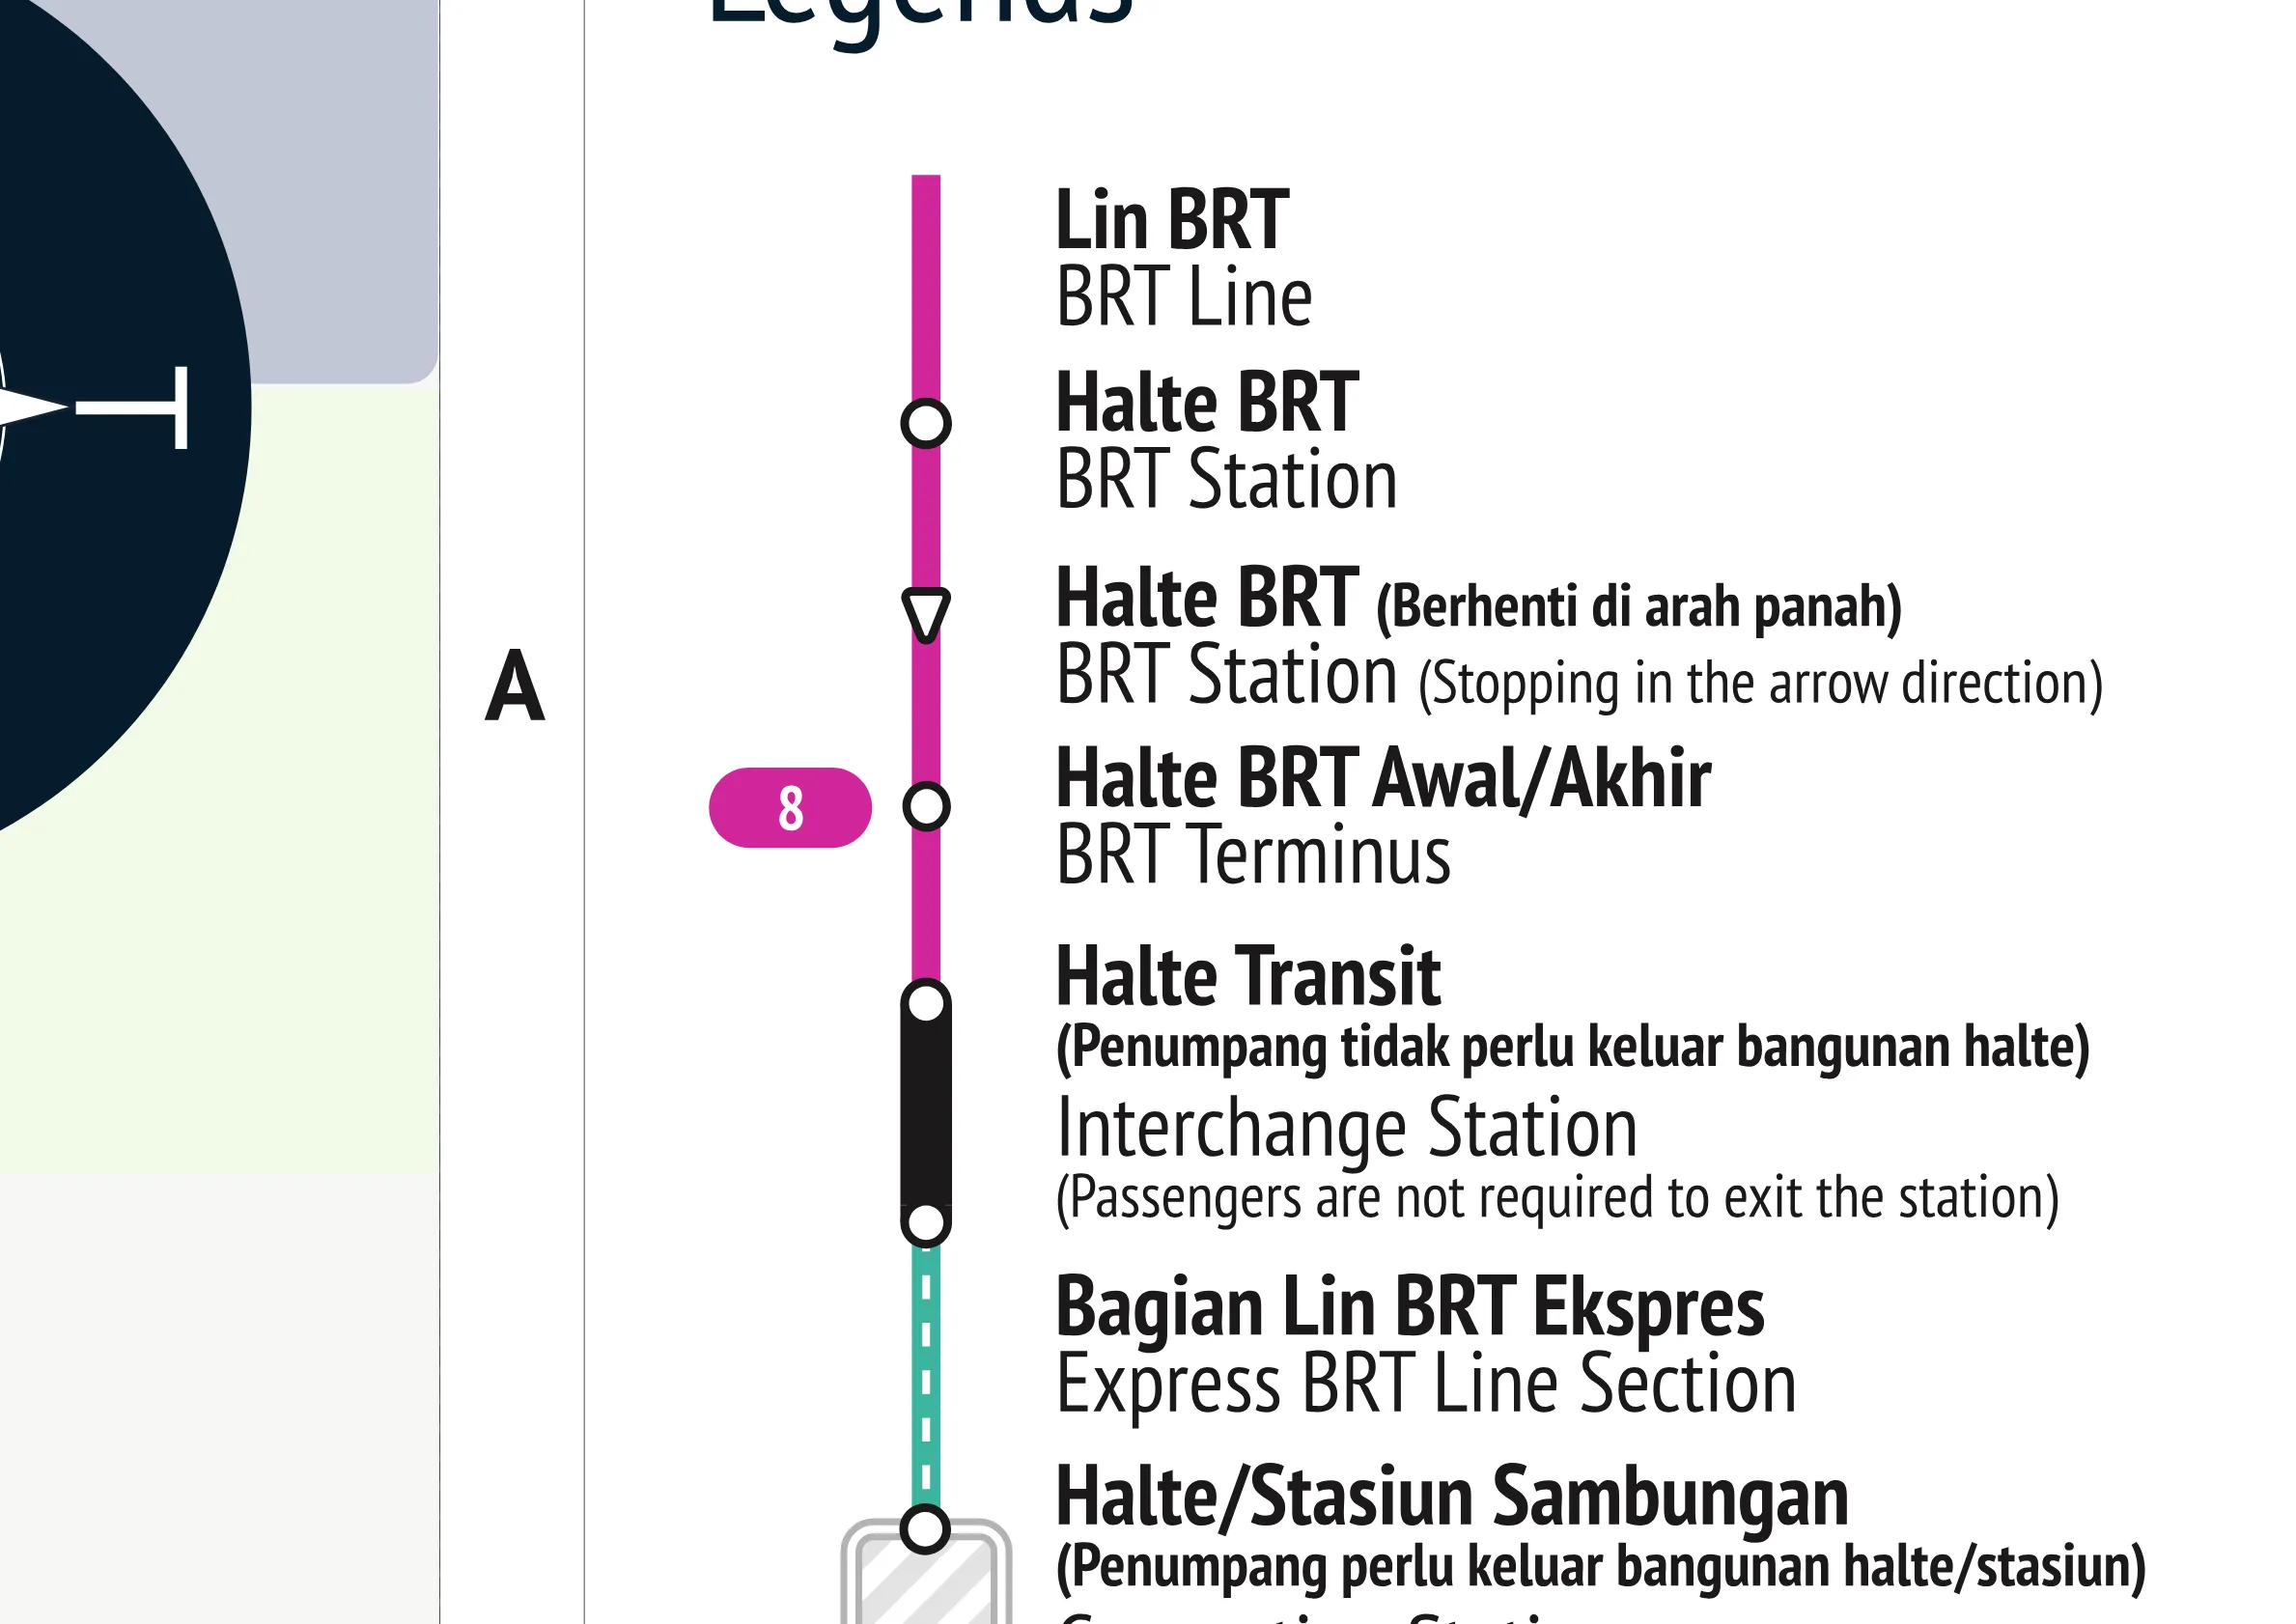 Legends
Lin BRT
BRT Line
Halte BRT
BRT Station
Halte BRT (Berhenti di arah panah)
BRT Station (Stopping in the arrow direction)
A
8
Halte BRT Awal/Akhir
BRT Terminus
Halte Transit
(Penumpang tidak perlu keluar bangunan halte)
Interchange Station
(Passengers are not required to exit the station)
Bagian Lin BRT Ekspres
Express BRT Line Section
Halte/Stasiun Sambungan
(Penumpang perlu keluar bangunan halte/stasiun)